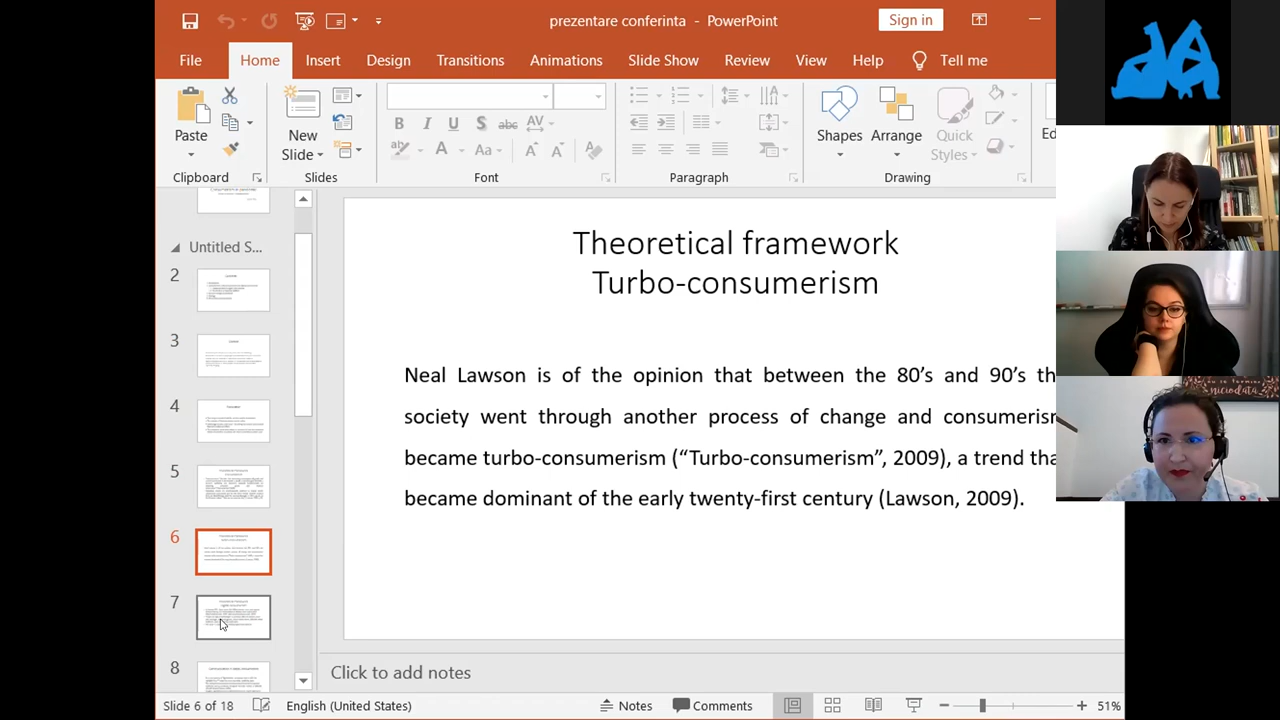 prezentare conferinta - PowerPoint
Sign in
File Home Insert Design Transitions Animations Slide Show Review View Help Tell me
Paste
New
Slide
B I U S abc AV
A Aa A A
Shapes
Arrange
Quick
Styles
Clipboard
Slides
Font
Paragraph
Drawing
Untitled S...
2
3
4
5
6
7
8
Theoretical framework
Turbo-consumerism
Neal Lawson is of the opinion that between the 80's and 90's th
society went through another process of change and consumerism
became turbo-consumerism (“Turbo-consumerism”, 2009), a trend tha
became dominant of the early twenty-first century (Lawson, 2009).
Click to add notes
Slide 6 of 18
English (United States)
Notes
Comments
51%
niciodata